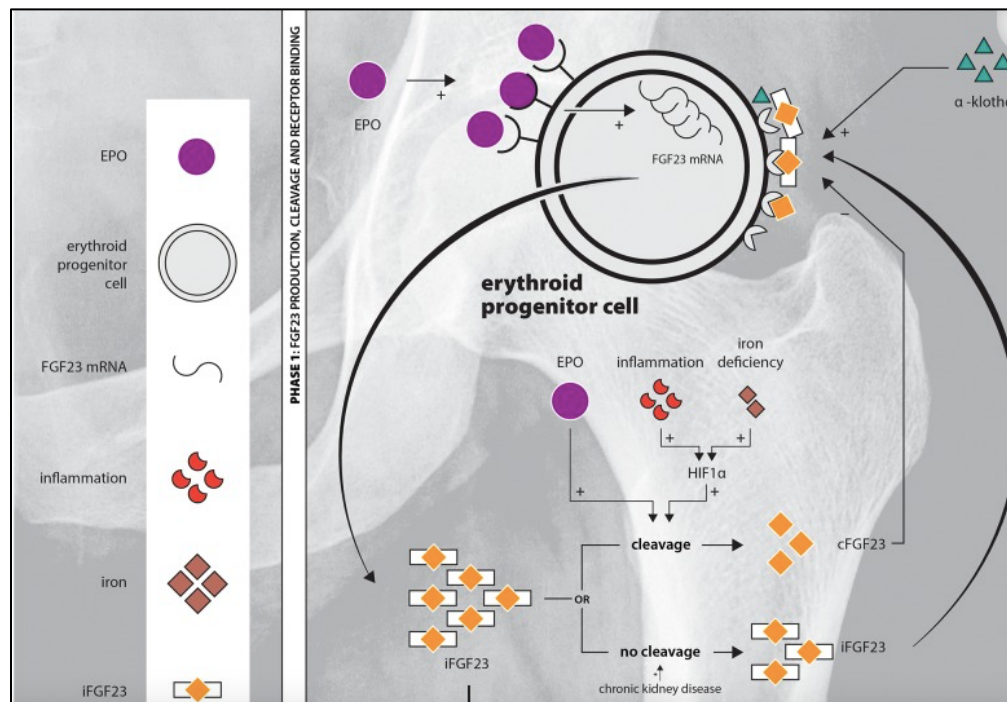 EPO
erythroid
progenitor
cell
FGF23 mRNA
inflammation
iron
iFGF23
PHASE 1: FGF23 PRODUCTION, CLEAVAGE AND RECEPTOR BINDING
EPO
+
+
FGF23 mRNA
α-klotho
+
−
erythroid
progenitor cell
EPO
inflammation
iron
deficiency
+
+
HIF1α
+
+
cleavage
cFGF23
OR
iFGF23
no cleavage
iFGF23
+
chronic kidney disease